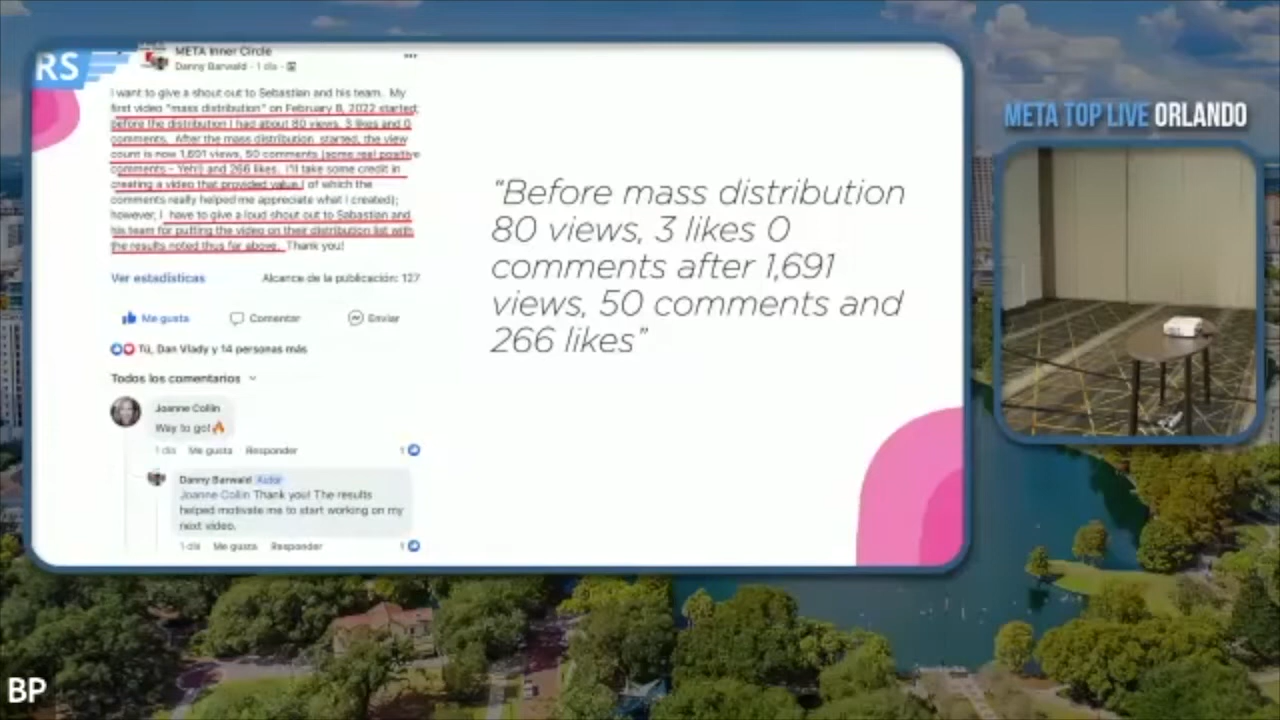 RS
META Inner Circle
Danny Barwald · 1 día ·
I want to give a shout out to Sebastian and his team. My
first video "mass distribution" on February 8, 2022 started;
before the distribution I had about 80 views, 3 likes and 0
comments. After the mass distribution started, the view
count is now 1,691 views, 50 comments (some real positive
comments - Yeh!) and 266 likes. I'll take some credit in
creating a video that provided value ( of which the
comments really helped me appreciate what I created);
however, I have to give a loud shout out to Sabastian and
his team for putting the video on their distribution list with
the results noted thus far above. Thank you!
Ver estadísticas Alcance de la publicación: 127
Me gusta Comentar Enviar
Tú, Dan Vlady y 14 personas más
Todos los comentarios
Joanne Collin
Way to go!
1 día Me gusta Responder 1
Danny Barwald Autor
Joanne Collin Thank you! The results
helped motivate me to start working on my
next video.
1 día Me gusta Responder 1
“Before mass distribution
80 views, 3 likes 0
comments after 1,691
views, 50 comments and
266 likes”
META TOP LIVE ORLANDO
BP